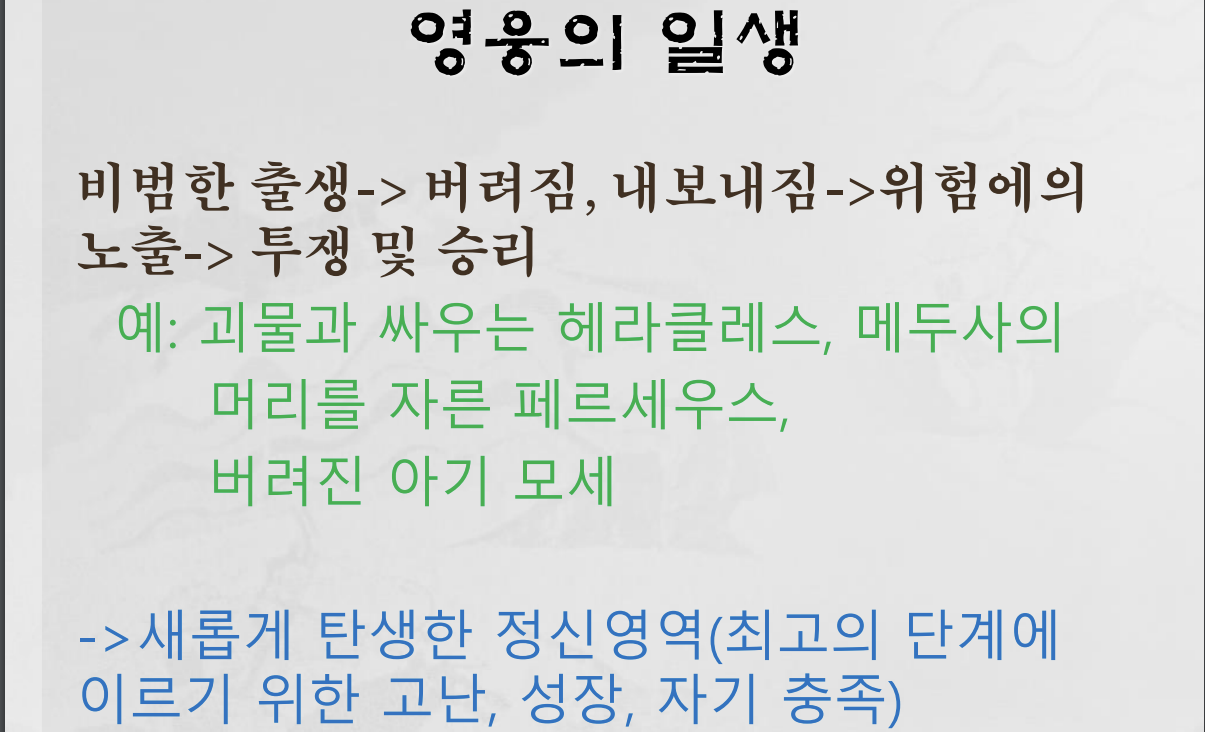 영웅의 일생
비범한 출생-> 버려짐, 내보내짐->위험에의
노출-> 투쟁 및 승리
예: 괴물과 싸우는 헤라클레스, 메두사의
머리를 자른 페르세우스,
버려진 아기 모세
->새롭게 탄생한 정신영역(최고의 단계에
이르기 위한 고난, 성장, 자기 충족)